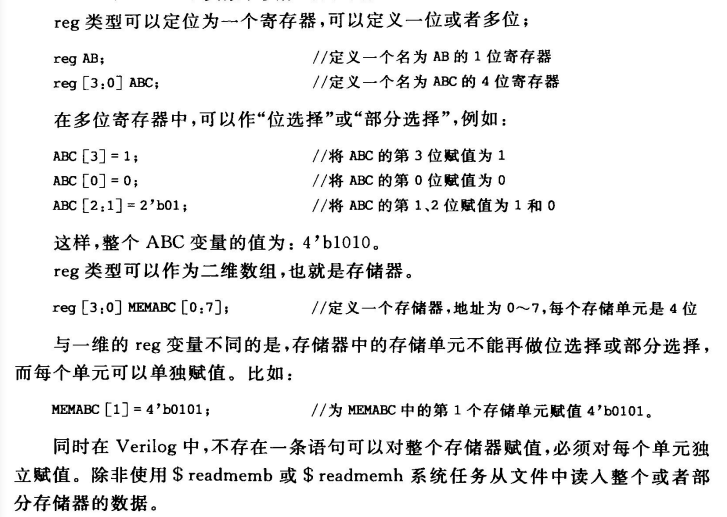 reg 类型可以定位为一个寄存器,可以定义一位或者多位;
reg AB; //定义一个名为 AB 的 1 位寄存器
reg [3:0] ABC; //定义一个名为 ABC 的 4 位寄存器
在多位寄存器中,可以作“位选择”或“部分选择”,例如:
ABC [3] = 1; //将 ABC 的第 3 位赋值为 1
ABC [0] = 0; //将 ABC 的第 0 位赋值为 0
ABC [2:1] = 2’b01; //将 ABC 的第 1、2 位赋值为 1 和 0
这样,整个 ABC 变量的值为: 4’b1010。
reg 类型可以作为二维数组,也就是存储器。
reg [3:0] MEMABC [0:7]; //定义一个存储器,地址为 0~7,每个存储单元是 4 位
与一维的 reg 变量不同的是,存储器中的存储单元不能再做位选择或部分选择,
而每个单元可以单独赋值。比如:
MEMABC [1] = 4’b0101; //为 MEMABC 中的第 1 个存储单元赋值 4’b0101。
同时在 Verilog 中,不存在一条语句可以对整个存储器赋值,必须对每个单元独
立赋值。除非使用 $ readmemb 或 $ readmemh 系统任务从文件中读入整个或者部
分存储器的数据。